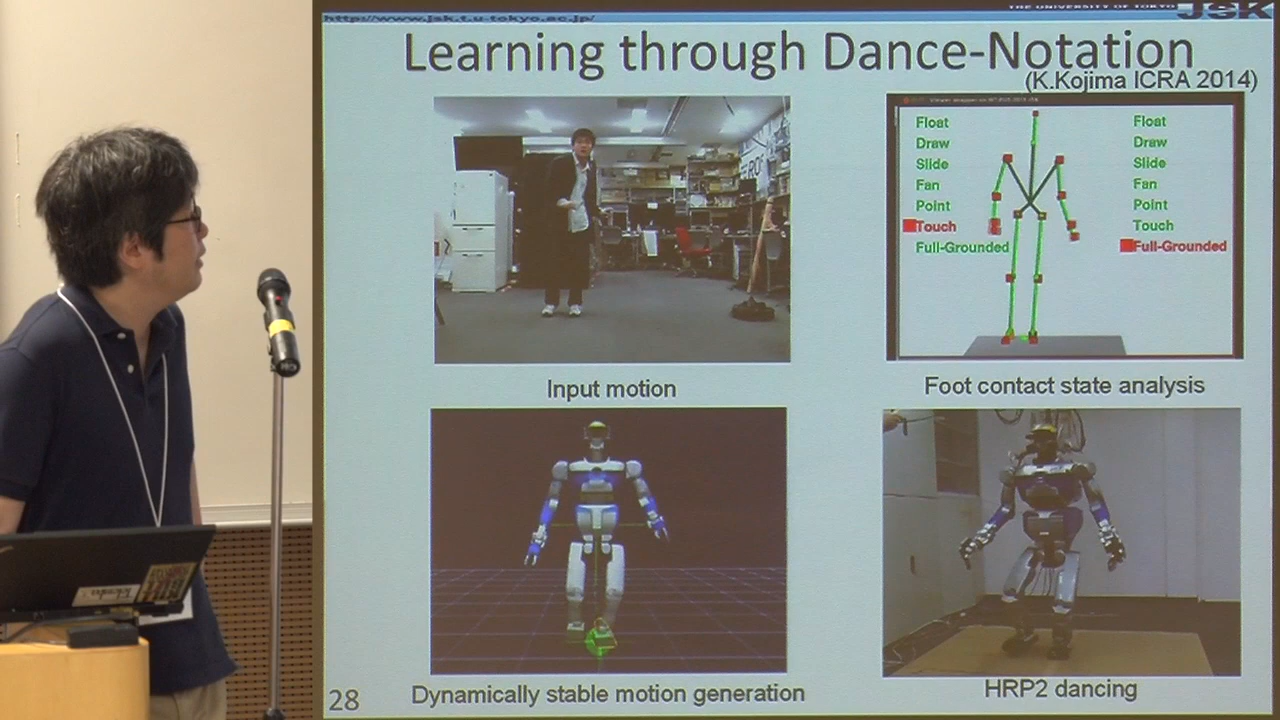 http://www.jsk.t.u-tokyo.ac.jp/
THE UNIVERSITY OF TOKYO JSK
Learning through Dance-Notation
(K.Kojima ICRA 2014)
Float
Draw
Slide
Fan
Point
Touch
Full-Grounded
Float
Draw
Slide
Fan
Point
Touch
Full-Grounded
Input motion
Foot contact state analysis
Dynamically stable motion generation
HRP2 dancing
28